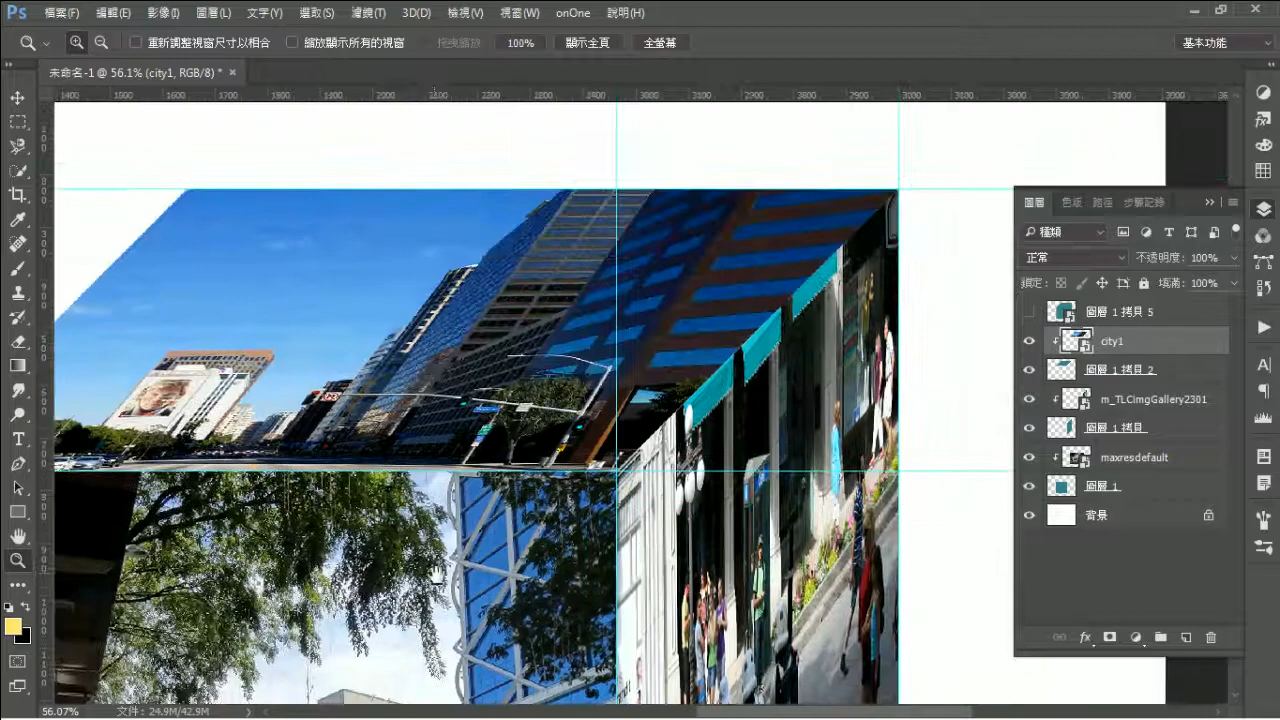 Ps 檔案(F) 編輯(E) 影像(I) 圖層(L) 文字(Y) 選取(S) 濾鏡(T) 3D(D) 檢視(V) 視窗(W) onOne 說明(H)
重新調整視窗尺寸以相合 縮放顯示所有的視窗 拖曳縮放 100% 顯示全頁 全螢幕 基本功能
未命名-1 @ 56.1% (city1, RGB/8) *
圖層 色版 路徑 步驟記錄
種類
正常 不透明度: 100%
鎖定: 填滿: 100%
圖層 1 拷貝 5
city1
圖層 1 拷貝 2
m_TLCimgGallery2301
圖層 1 拷貝
maxresdefault
圖層 1
背景
56.07% 文件: 24.9M/42.9M